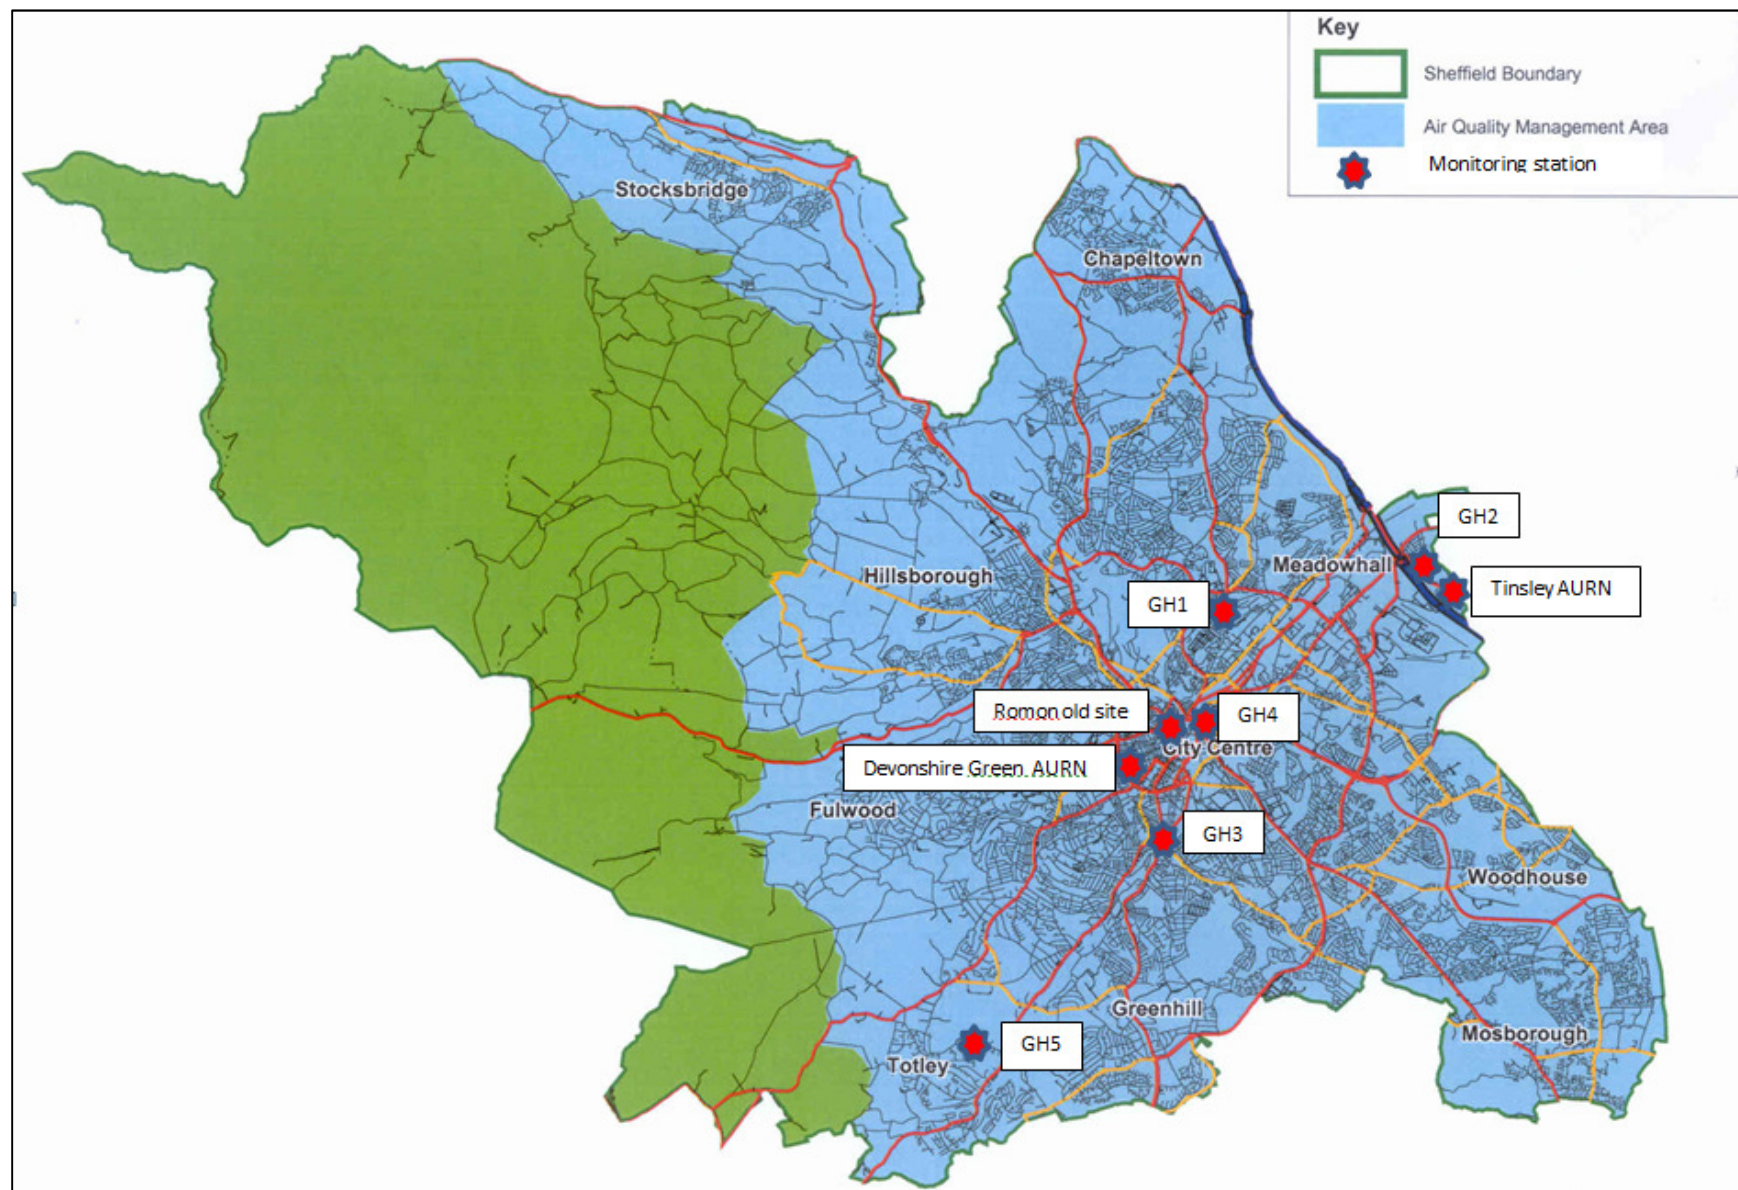 Key
Sheffield Boundary
Air Quality Management Area
Monitoring station
Stocksbridge
Chapeltown
GH2
Meadowhall
Hillsborough
Tinsley AURN
GH1
Romon old site
GH4
City Centre
Devonshire Green AURN
Fulwood
GH3
Woodhouse
Greenhill
Mosborough
GH5
Totley